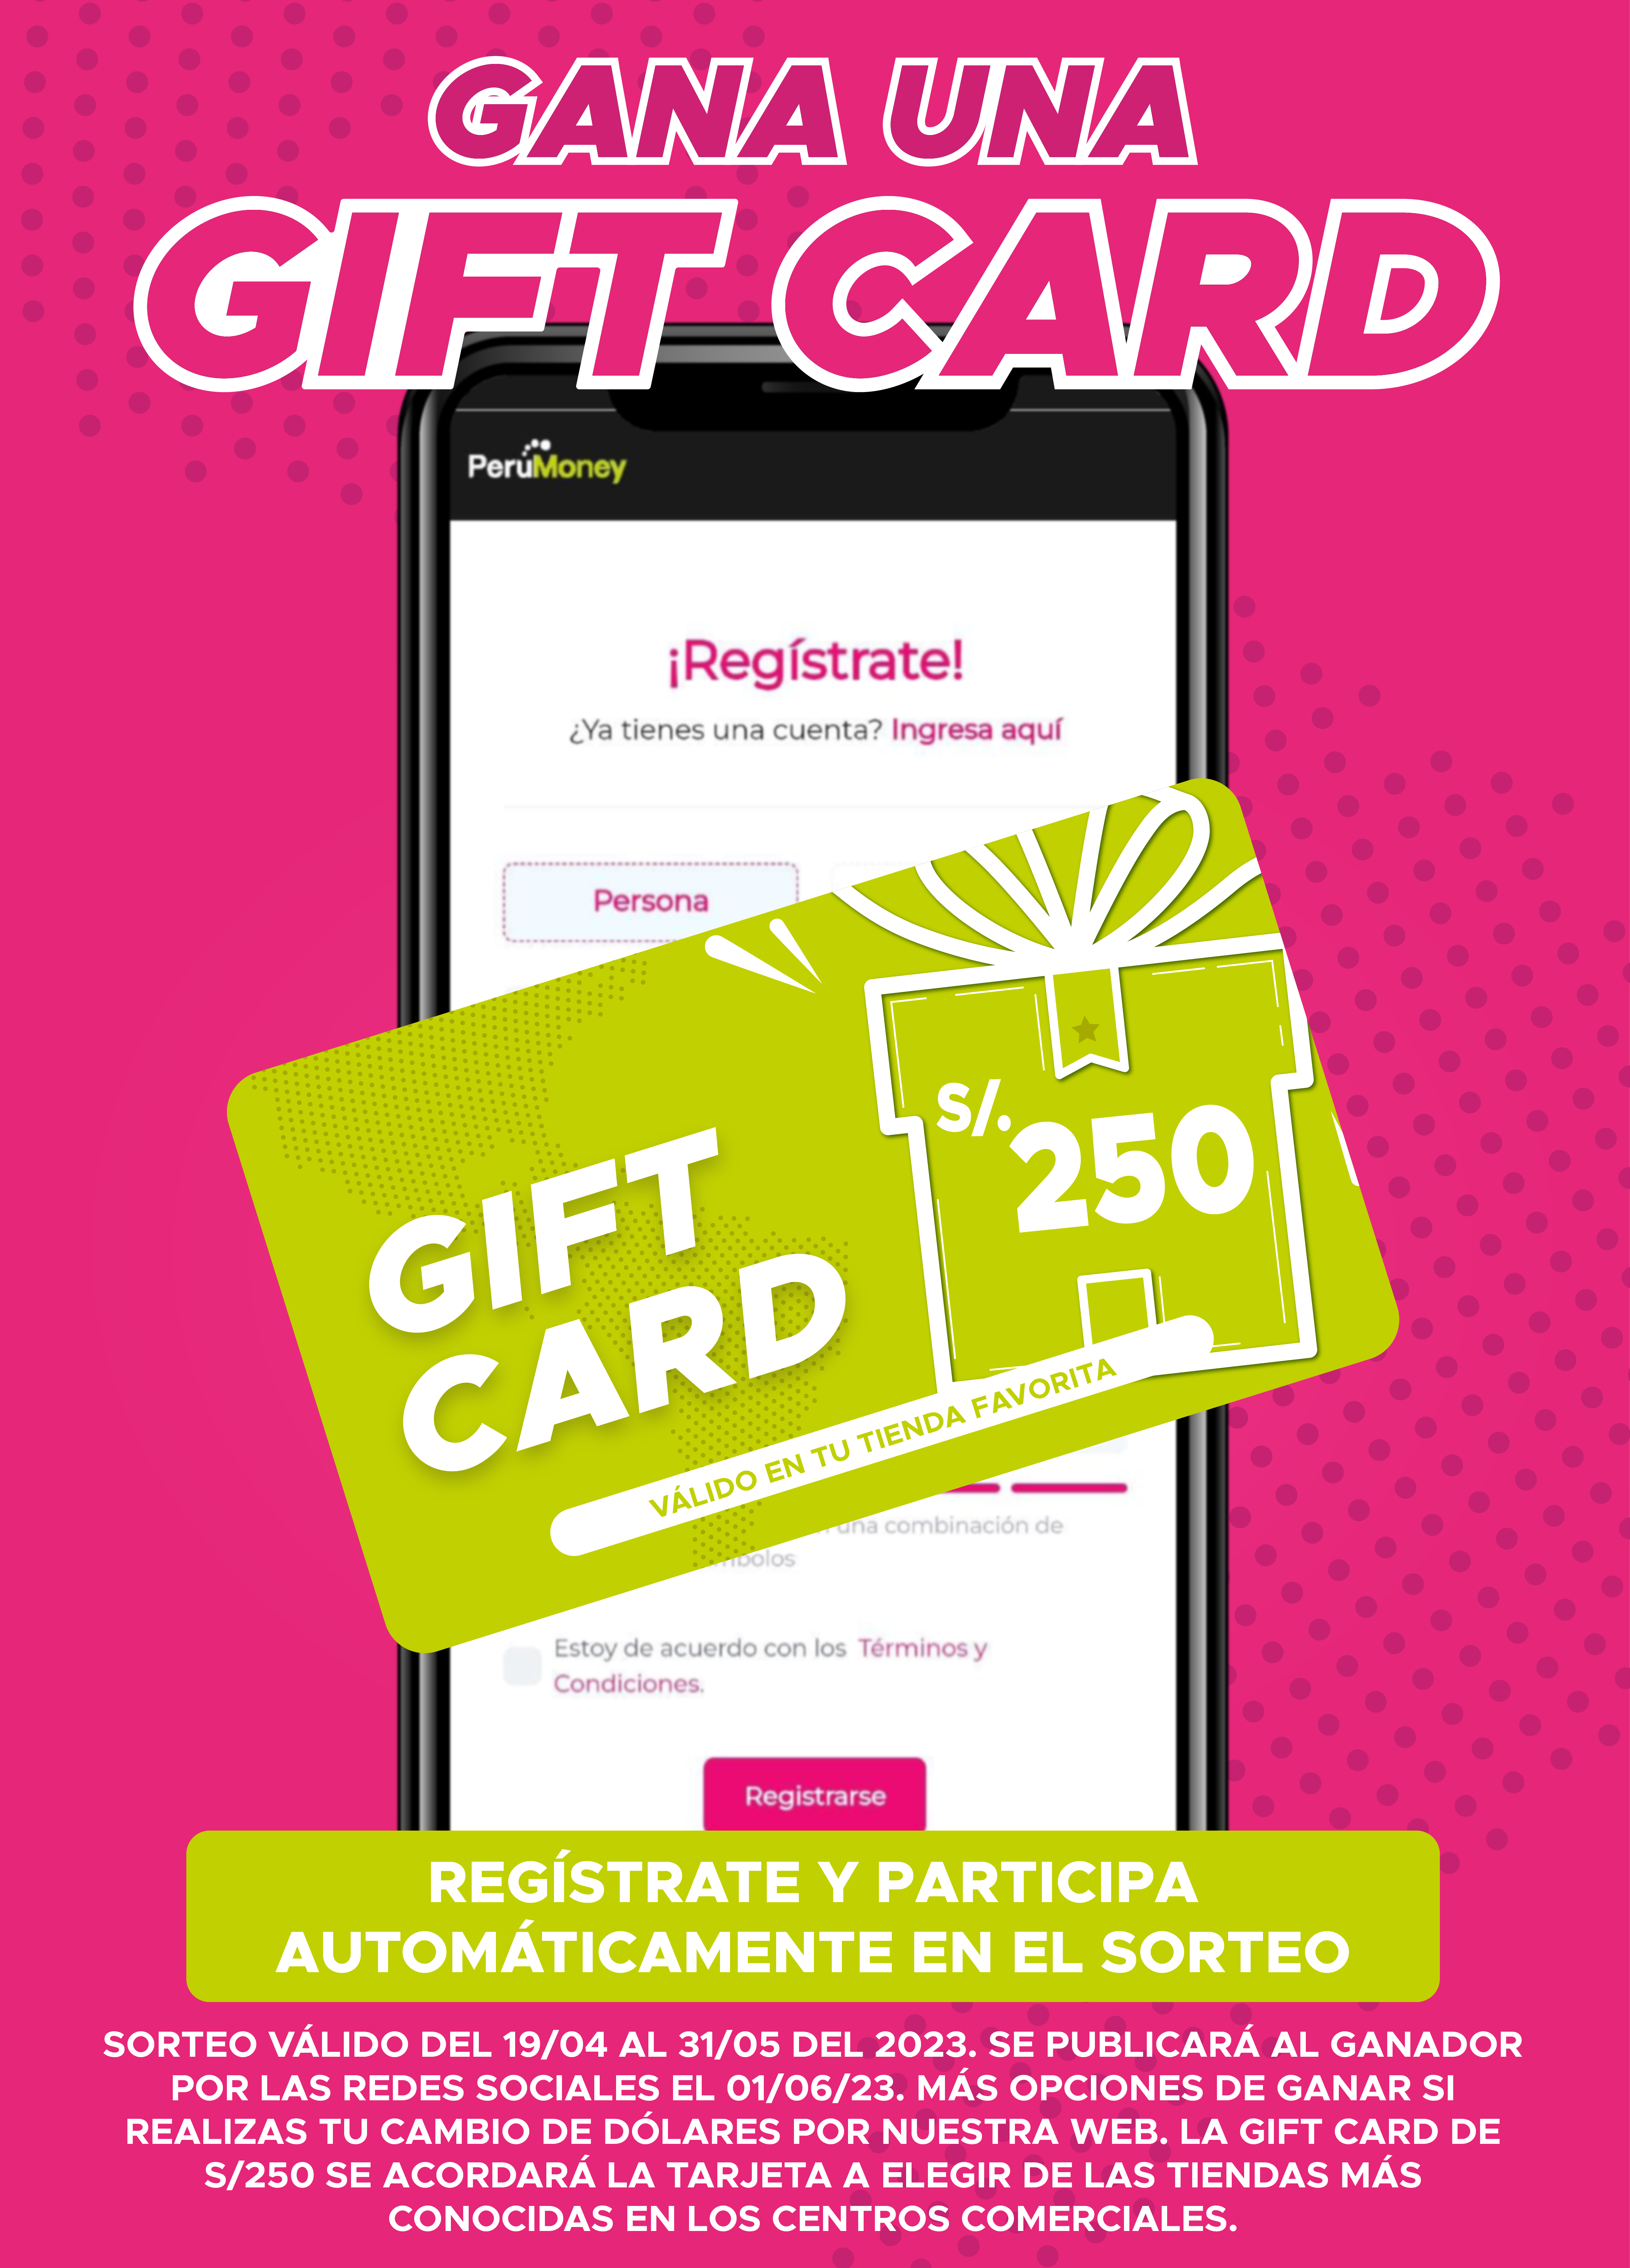 GANA UNA
GIFT CARD
PerúMoney
¡Regístrate!
¿Ya tienes una cuenta? Ingresa aquí
Persona
S/. 250
GIFT
CARD
VÁLIDO EN TU TIENDA FAVORITA
una combinación de
Estoy de acuerdo con los Términos y
Condiciones.
Registrarse
REGÍSTRATE Y PARTICIPA
AUTOMÁTICAMENTE EN EL SORTEO
SORTEO VÁLIDO DEL 19/04 AL 31/05 DEL 2023. SE PUBLICARÁ AL GANADOR
POR LAS REDES SOCIALES EL 01/06/23. MÁS OPCIONES DE GANAR SI
REALIZAS TU CAMBIO DE DÓLARES POR NUESTRA WEB. LA GIFT CARD DE
S/250 SE ACORDARÁ LA TARJETA A ELEGIR DE LAS TIENDAS MÁS
CONOCIDAS EN LOS CENTROS COMERCIALES.